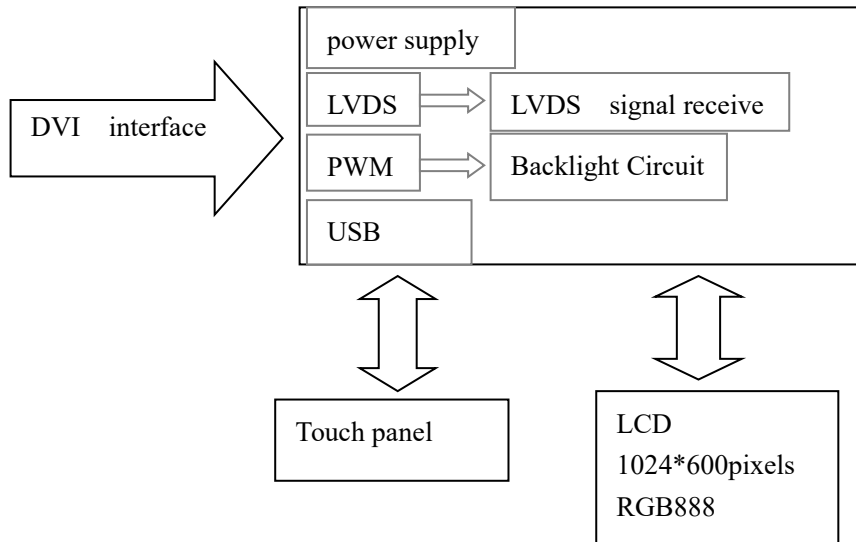 power supply
LVDS
LVDS signal receive
DVI interface
PWM
Backlight Circuit
USB
Touch panel
LCD
1024*600pixels
RGB888